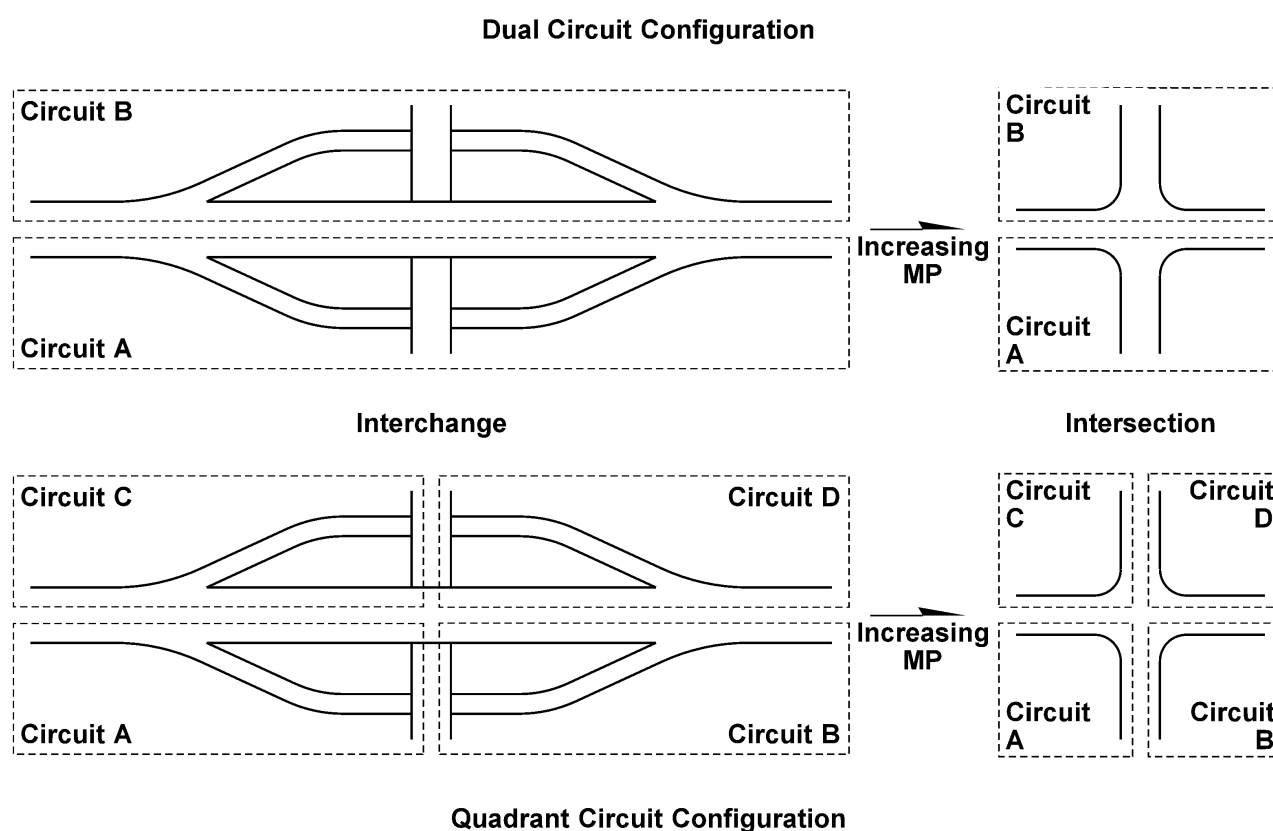 Dual Circuit Configuration
Circuit B
Circuit
B
Increasing
MP
Circuit A
Circuit
A
Interchange
Intersection
Circuit C
Circuit D
Circuit
C
Circuit
D
Increasing
MP
Circuit A
Circuit B
Circuit
A
Circuit
B
Quadrant Circuit Configuration